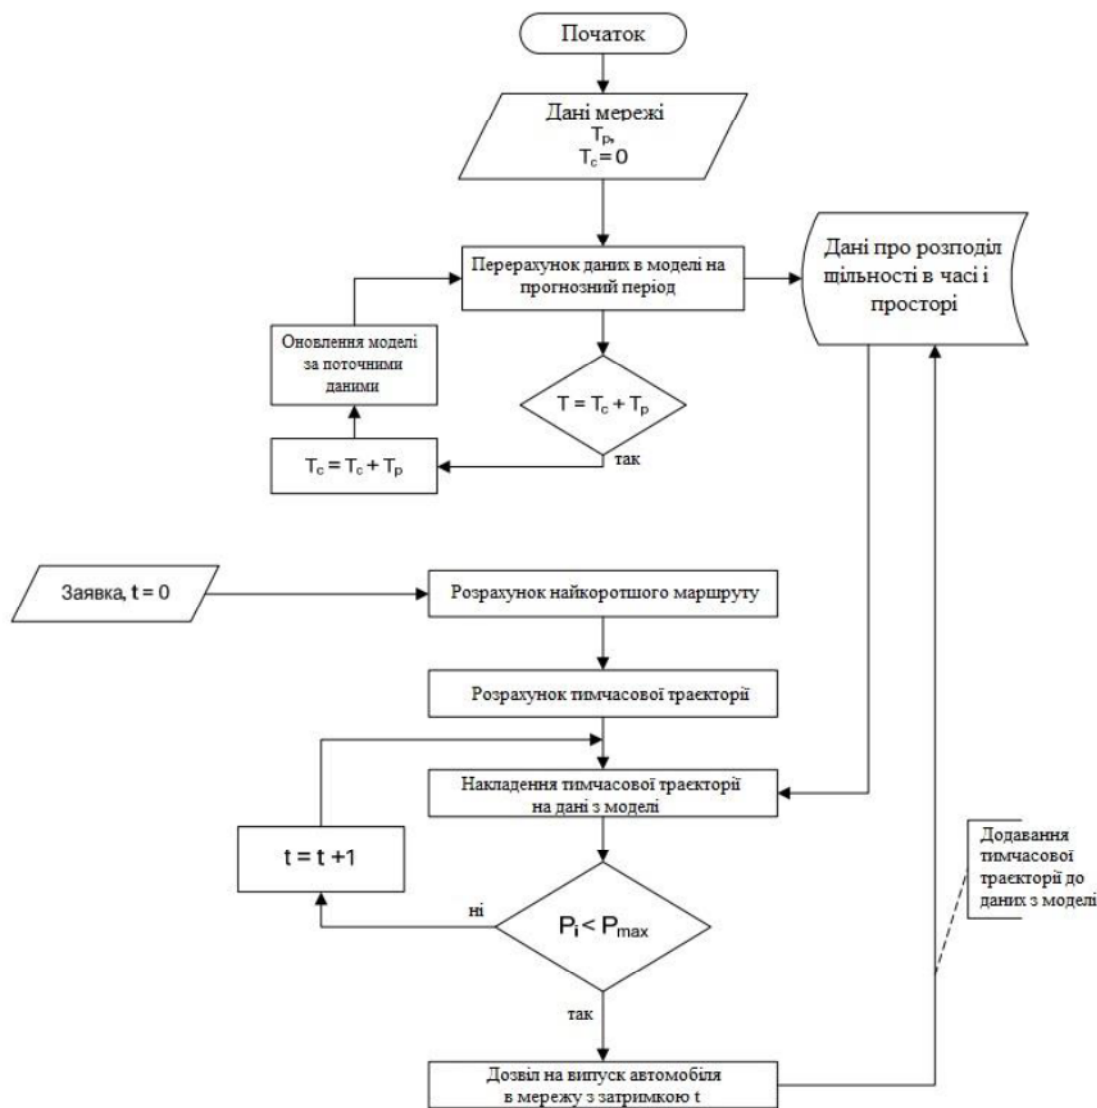 Початок
Дані мережі
Tp,
Tc = 0
Перерахунок даних в моделі на
прогнозний період
Дані про розподіл
щільності в часі і
просторі
Оновлення моделі
за поточними
даними
T = Tc + Tp
так
Tc = Tc + Tp
Заявка, t = 0
Розрахунок найкоротшого маршруту
Розрахунок тимчасової траєкторії
Накладення тимчасової траєкторії
на дані з моделі
t = t +1
ні
Pi < Pmax
так
Додавання
тимчасової
траєкторії до
даних з моделі
Дозвіл на випуск автомобіля
в мережу з затримкою t